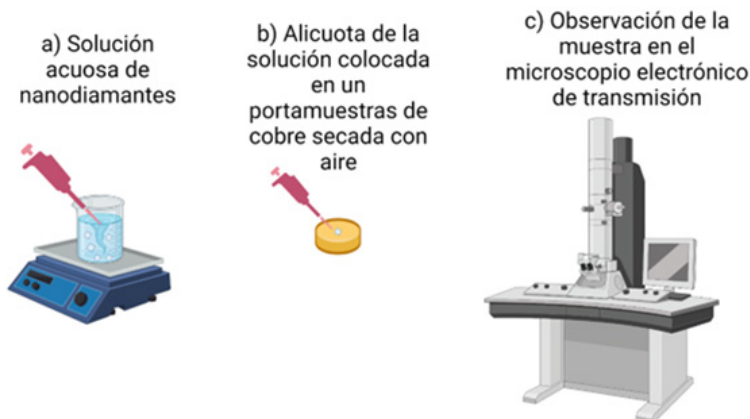 a) Solución
acuosa de
nanodiamantes
b) Alicuota de la
solución colocada
en un
portamuestras de
cobre secada con
aire
c) Observación de la
muestra en el
microscopio electrónico
de transmisión